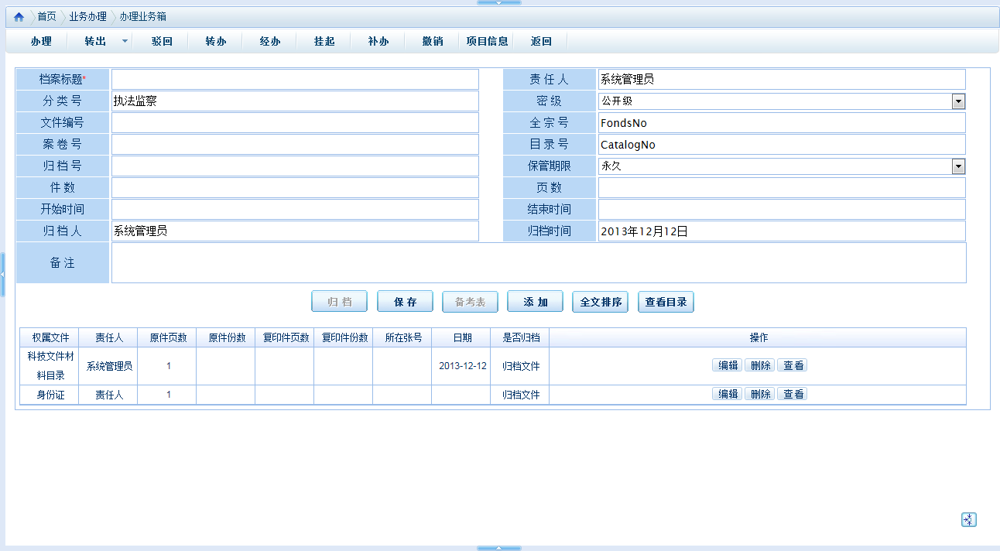 首页 业务办理 办理业务箱
办理 转出 驳回 转办 经办 挂起 补办 撤销 项目信息 返回
档案标题* 责 任 人 系统管理员
分 类 号 执法监察 密 级 公开级
文件编号 全 宗 号 FondsNo
案 卷 号 目 录 号 CatalogNo
归 档 号 保管期限 永久
件 数 页 数
开始时间 结束时间
归 档 人 系统管理员 归档时间 2013年12月12日
备 注
归 档 保 存 备考表 添 加 全文排序 查看目录
权属文件 责任人 原件页数 原件份数 复印件页数 复印件份数 所在张号 日期 是否归档 操作
科技文件材
料目录 系统管理员 1 2013-12-12 归档文件 编辑 删除 查看
身份证 责任人 1 归档文件 编辑 删除 查看